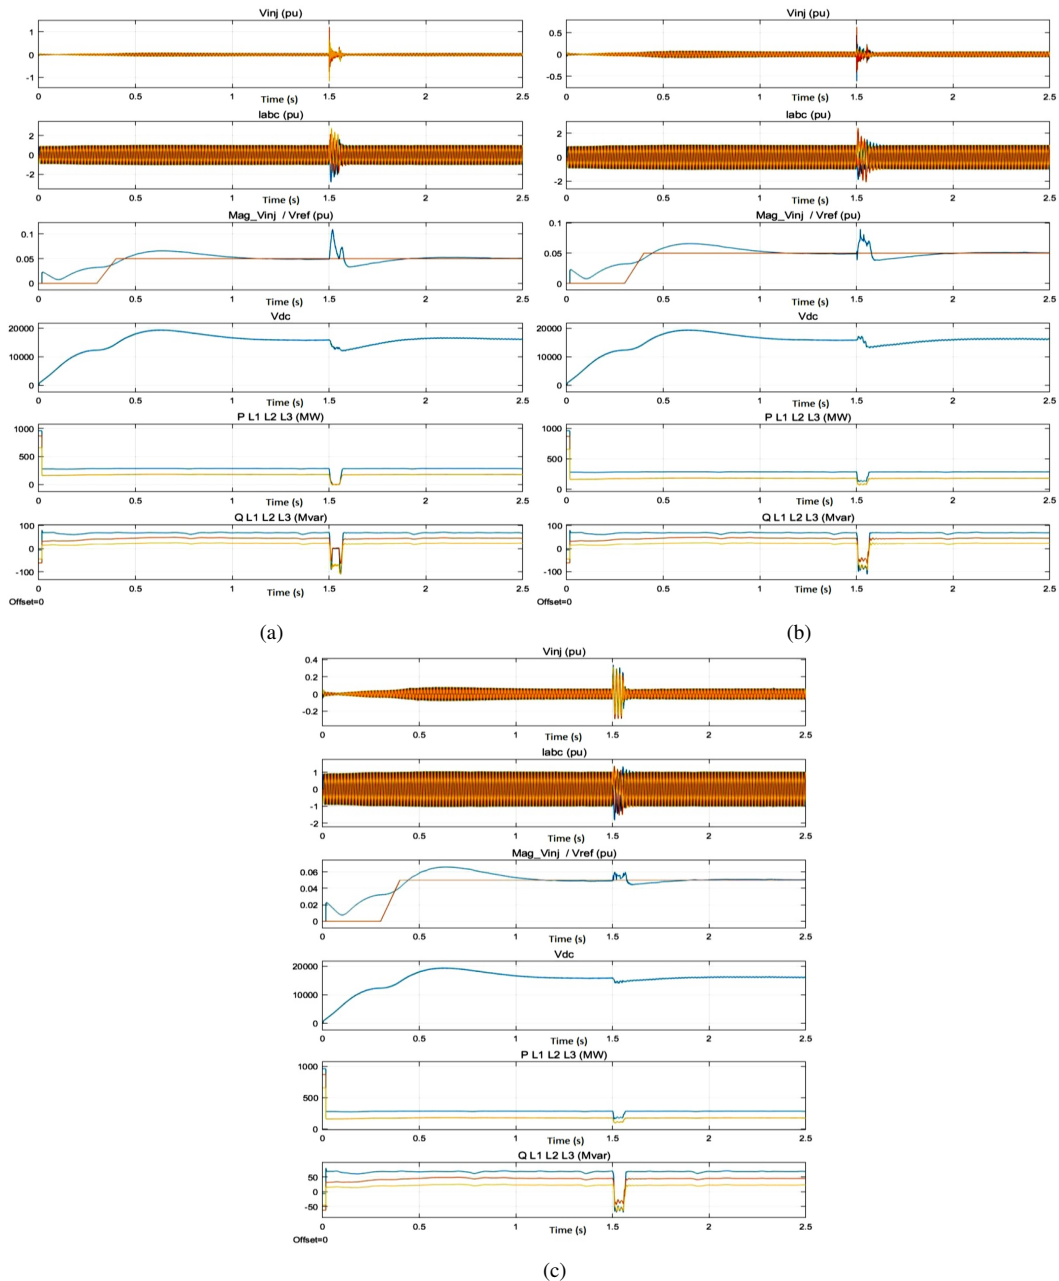 Vinj (pu)
1
0
-1
0 0.5 1 1.5 2 2.5
Time (s)
Iabc (pu)
2
0
-2
0 0.5 1 1.5 2 2.5
Time (s)
Mag_Vinj / Vref (pu)
0.1
0.05
0
0 0.5 1 1.5 2 2.5
Time (s)
Vdc
20000
10000
0
0 0.5 1 1.5 2 2.5
Time (s)
P L1 L2 L3 (MW)
1000
500
0
0 0.5 1 1.5 2 2.5
Time (s)
Q L1 L2 L3 (Mvar)
100
0
-100
0 0.5 1 1.5 2 2.5
Time (s)
Offset=0
(a)
Vinj (pu)
0.5
0
-0.5
0 0.5 1 1.5 2 2.5
Time (s)
Iabc (pu)
2
0
-2
0 0.5 1 1.5 2 2.5
Time (s)
Mag_Vinj / Vref (pu)
0.1
0.05
0
0 0.5 1 1.5 2 2.5
Time (s)
Vdc
20000
10000
0
0 0.5 1 1.5 2 2.5
Time (s)
P L1 L2 L3 (MW)
1000
500
0
0 0.5 1 1.5 2 2.5
Time (s)
Q L1 L2 L3 (Mvar)
100
0
-100
0 0.5 1 1.5 2 2.5
Time (s)
Offset=0
(b)
Vinj (pu)
0.4
0.2
0
-0.2
0 0.5 1 1.5 2 2.5
Time (s)
Iabc (pu)
1
0
-1
-2
0 0.5 1 1.5 2 2.5
Time (s)
Mag_Vinj / Vref (pu)
0.06
0.04
0.02
0
0 0.5 1 1.5 2 2.5
Time (s)
Vdc
20000
10000
0
0 0.5 1 1.5 2 2.5
Time (s)
P L1 L2 L3 (MW)
1000
500
0
0 0.5 1 1.5 2 2.5
Time (s)
Q L1 L2 L3 (Mvar)
50
0
-50
0 0.5 1 1.5 2 2.5
Time (s)
Offset=0
(c)